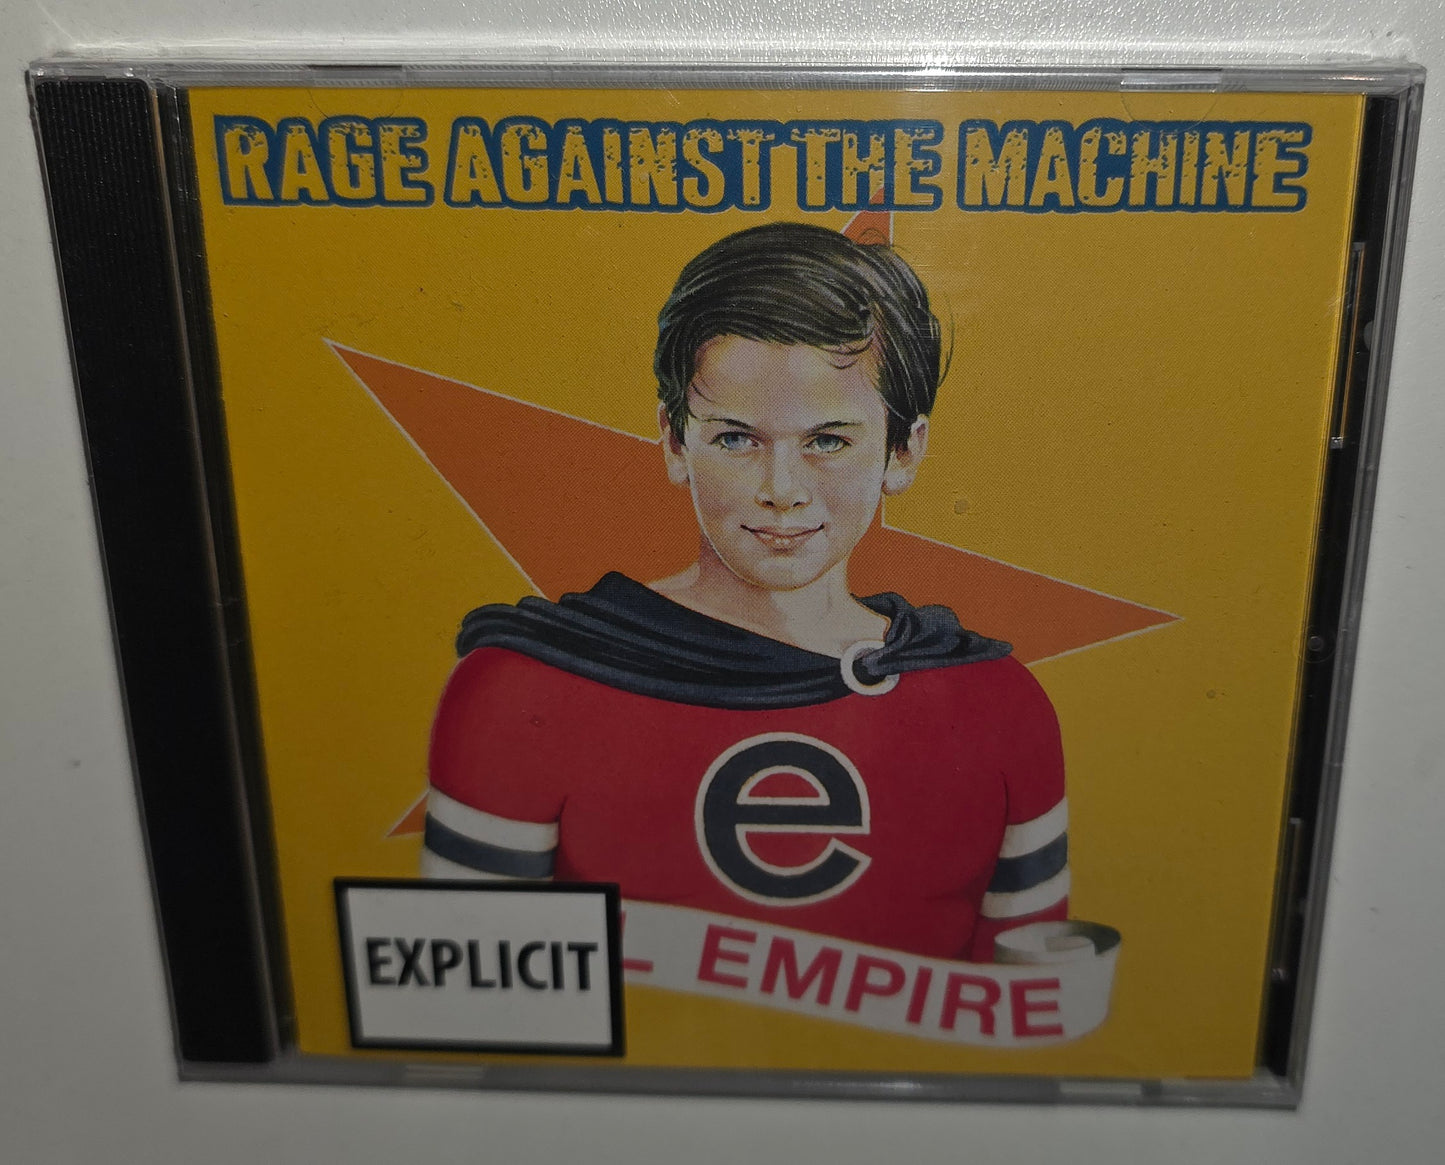 RAGE AGAINST THE MACHINE
e
L EMPIRE
EXPLICIT